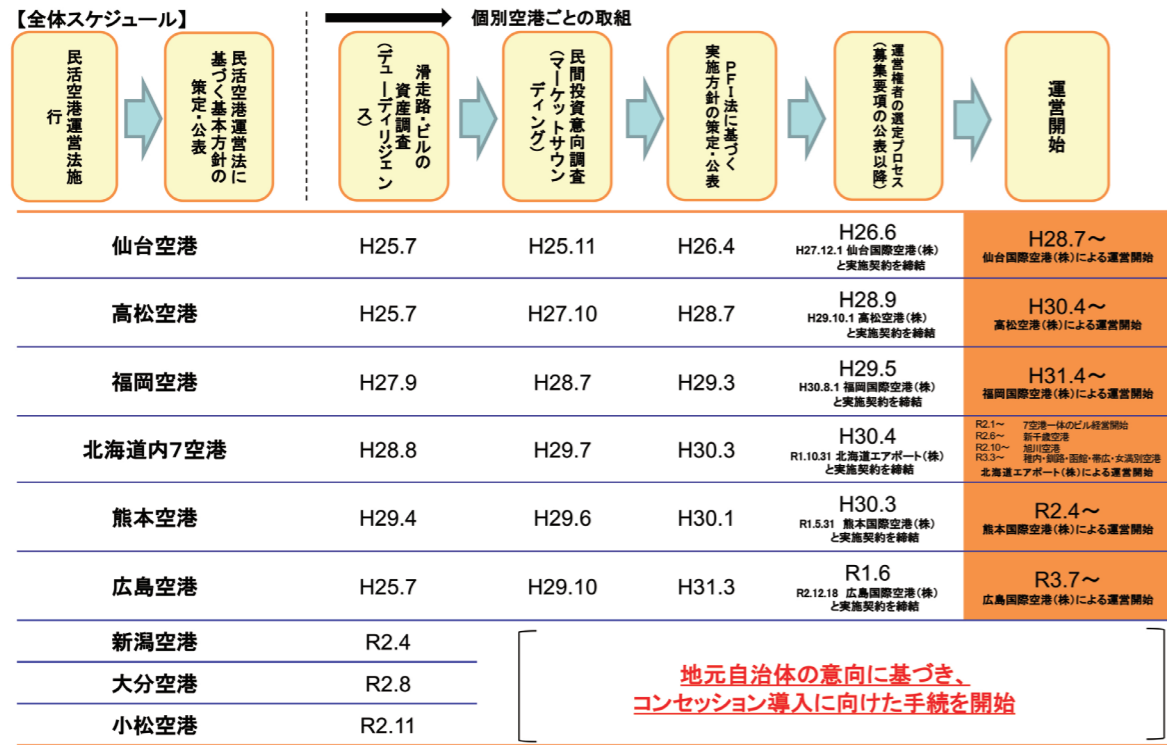 【全体スケジュール】
個別空港ごとの取組
民活空港運営法施
行
民活空港運営法に
基づく基本方針の
策定・公表
滑走路・ビルの
資産調査
(デューディリジェン
ス)
民間投資意向調査
(マーケットサウン
ディング)
PFI法に基づく
実施方針の策定・公表
運営権者の選定プロセス
(募集要項の公表以降)
運営開始
仙台空港
H25.7
H25.11
H26.4
H26.6
H27.12.1 仙台国際空港(株)
と実施契約を締結
H28.7~
仙台国際空港(株)による運営開始
高松空港
H25.7
H27.10
H28.7
H28.9
H29.10.1 高松空港(株)
と実施契約を締結
H30.4~
高松空港(株)による運営開始
福岡空港
H27.9
H28.7
H29.3
H29.5
H30.8.1 福岡国際空港(株)
と実施契約を締結
H31.4~
福岡国際空港(株)による運営開始
北海道内7空港
H28.8
H29.7
H30.3
H30.4
R1.10.31 北海道エアポート(株)
と実施契約を締結
R2.1~ 7空港一体のビル経営開始
R2.6~ 新千歳空港
R2.10~ 旭川空港
R3.3~ 稚内・釧路・函館・帯広・女満別空港
北海道エアポート(株)による運営開始
熊本空港
H29.4
H29.6
H30.1
H30.3
R1.5.31 熊本国際空港(株)
と実施契約を締結
R2.4~
熊本国際空港(株)による運営開始
広島空港
H25.7
H29.10
H31.3
R1.6
R2.12.18 広島国際空港(株)
と実施契約を締結
R3.7~
広島国際空港(株)による運営開始
新潟空港
R2.4
大分空港
R2.8
小松空港
R2.11
地元自治体の意向に基づき、
コンセッション導入に向けた手続を開始